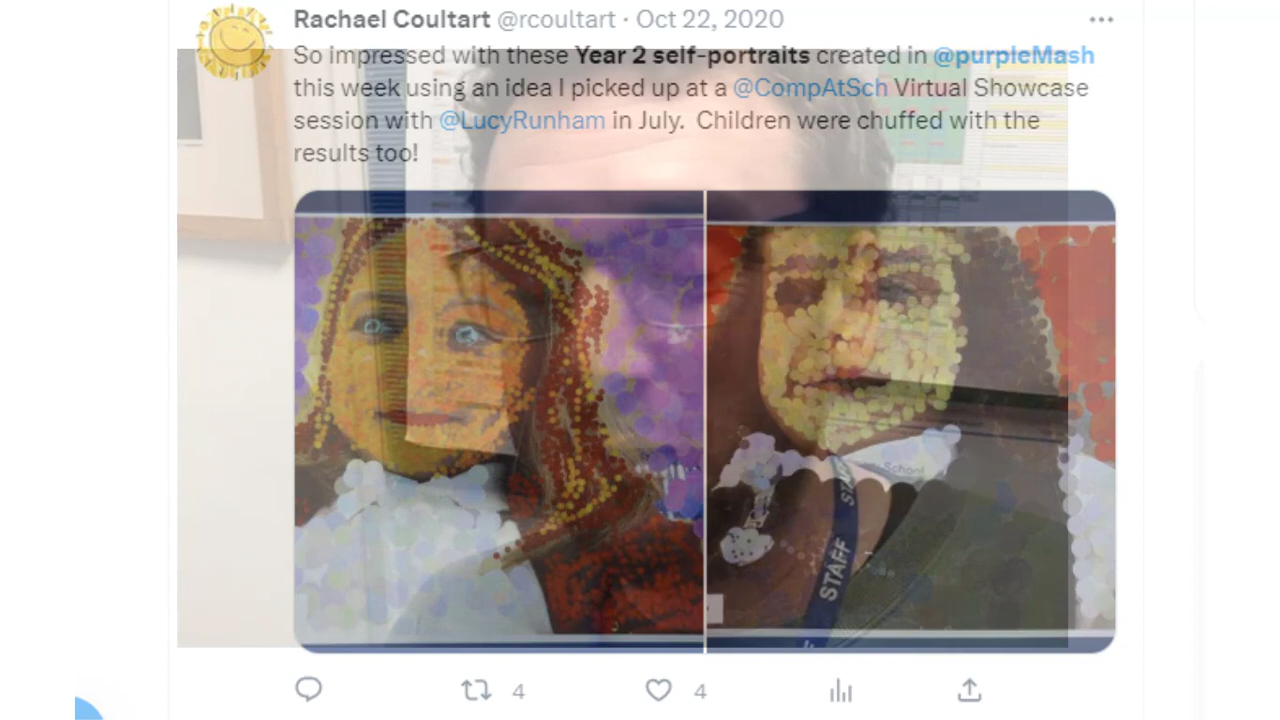 Rachael Coultart @rcoultart · Oct 22, 2020
So impressed with these Year 2 self-portraits created in @purpleMash
this week using an idea I picked up at a @CompAtSch Virtual Showcase
session with @LucyRunham in July. Children were chuffed with the
results too!
School
STAFF
STAFF
4 4